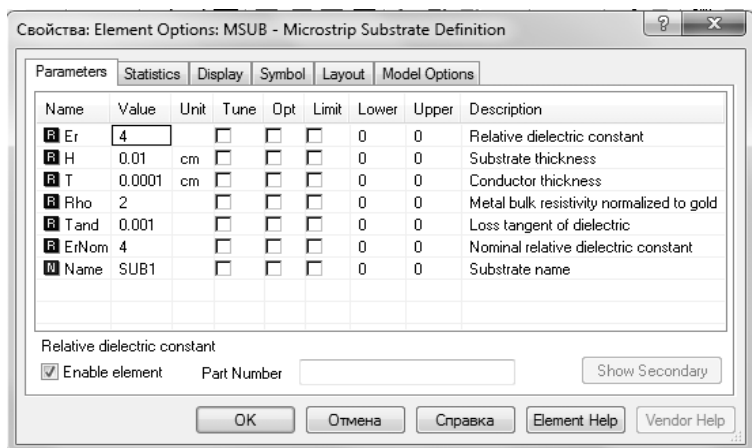 Свойства: Element Options: MSUB - Microstrip Substrate Definition
Parameters Statistics Display Symbol Layout Model Options
Name Value Unit Tune Opt Limit Lower Upper Description
R Er 4 0 0 Relative dielectric constant
R H 0.01 cm 0 0 Substrate thickness
R T 0.0001 cm 0 0 Conductor thickness
R Rho 2 0 0 Metal bulk resistivity normalized to gold
R Tand 0.001 0 0 Loss tangent of dielectric
R ErNom 4 0 0 Nominal relative dielectric constant
N Name SUB1 0 0 Substrate name
Relative dielectric constant
Enable element Part Number Show Secondary
OK Отмена Справка Element Help Vendor Help